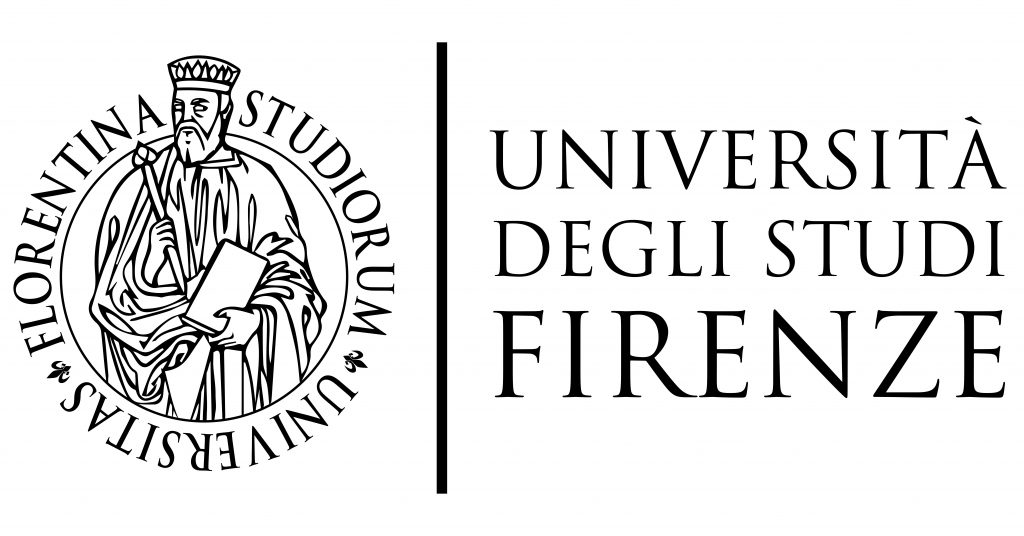 FLORENTINA STUDIORUM UNIVERSITAS
UNIVERSITÀ
DEGLI STUDI
FIRENZE